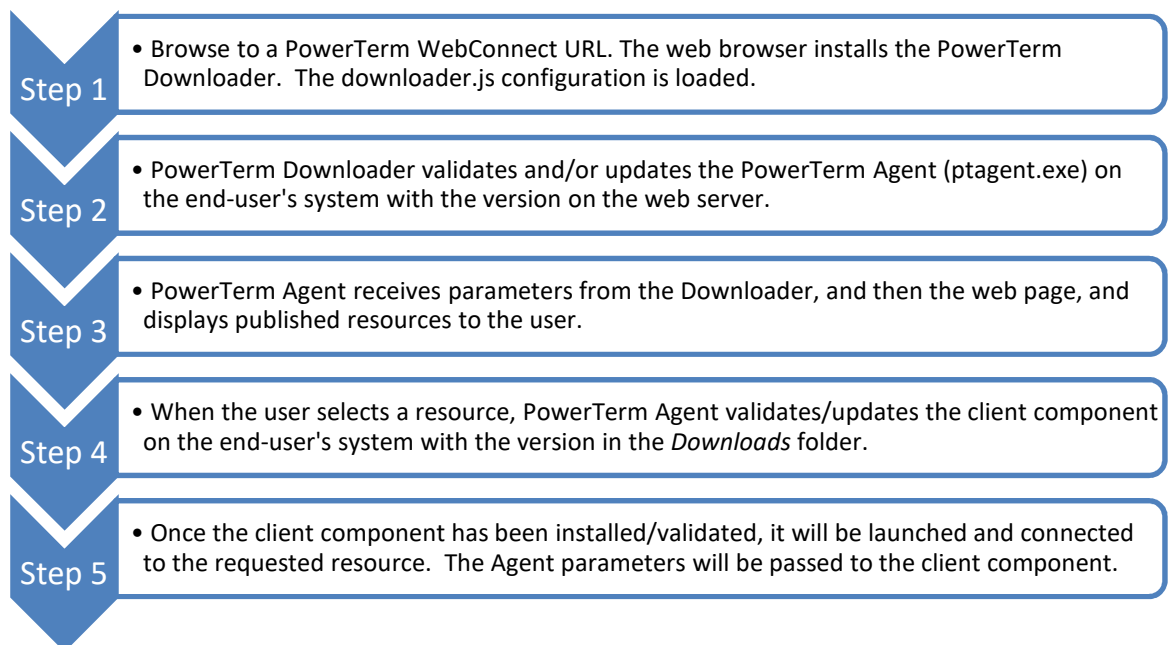 Step 1
• Browse to a PowerTerm WebConnect URL. The web browser installs the PowerTerm
Downloader.  The downloader.js configuration is loaded.
Step 2
• PowerTerm Downloader validates and/or updates the PowerTerm Agent (ptagent.exe) on
the end-user's system with the version on the web server.
Step 3
• PowerTerm Agent receives parameters from the Downloader, and then the web page, and
displays published resources to the user.
Step 4
• When the user selects a resource, PowerTerm Agent validates/updates the client component
on the end-user's system with the version in the Downloads folder.
Step 5
• Once the client component has been installed/validated, it will be launched and connected
to the requested resource.  The Agent parameters will be passed to the client component.